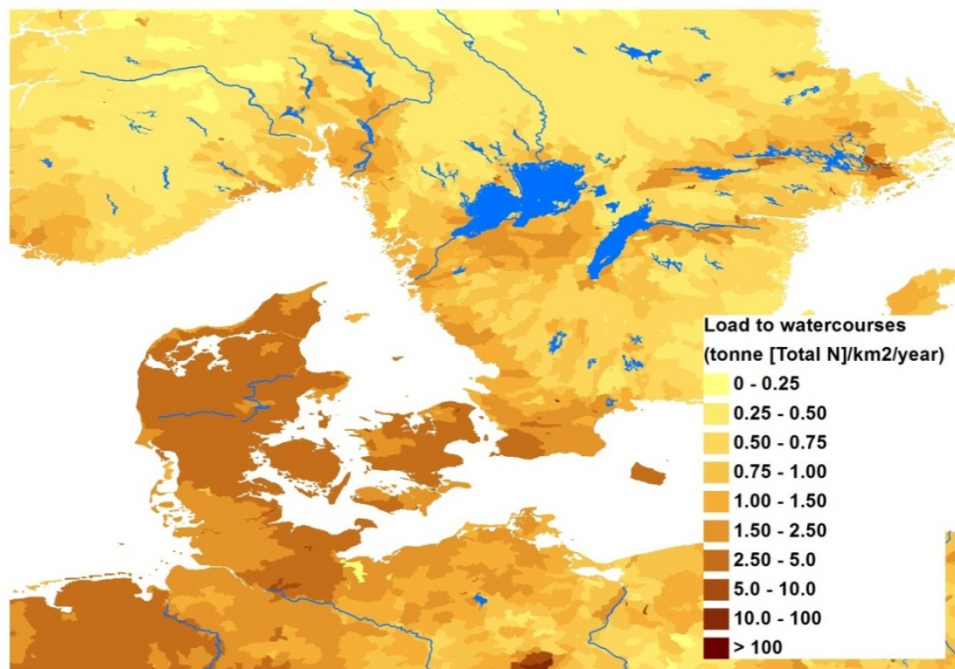 Load to watercourses
(tonne [Total N]/km2/year)
0 - 0.25
0.25 - 0.50
0.50 - 0.75
0.75 - 1.00
1.00 - 1.50
1.50 - 2.50
2.50 - 5.0
5.0 - 10.0
10.0 - 100
> 100